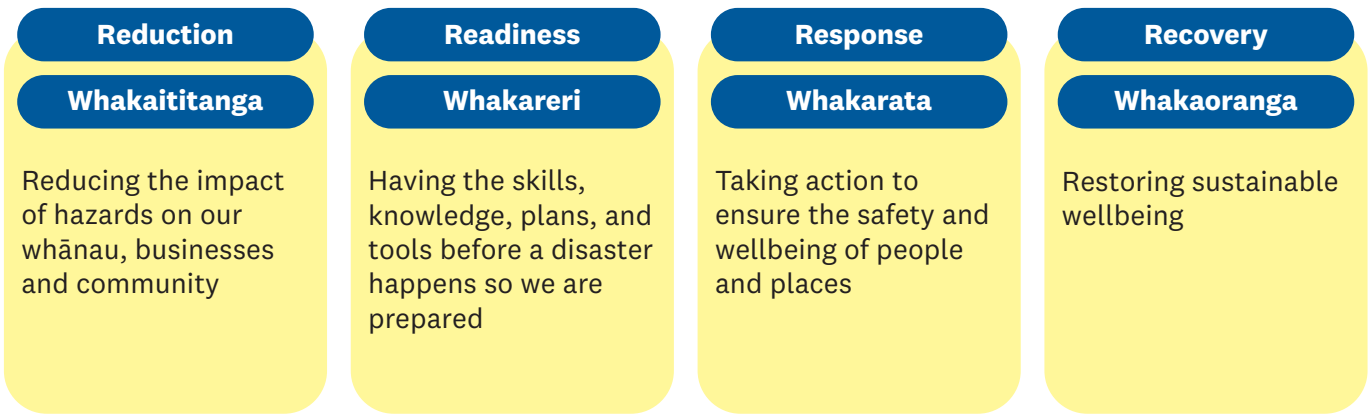 Reduction
Whakaititanga
Reducing the impact
of hazards on our
whānau, businesses
and community
Readiness
Whakareri
Having the skills,
knowledge, plans, and
tools before a disaster
happens so we are
prepared
Response
Whakarata
Taking action to
ensure the safety and
wellbeing of people
and places
Recovery
Whakaoranga
Restoring sustainable
wellbeing